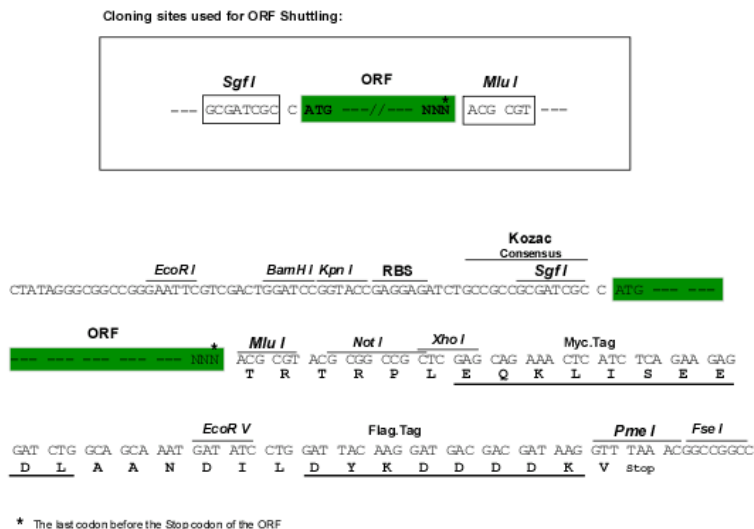 Cloning sites used for ORF Shuttling:
Sgf I ORF Mlu I
--- GCGATCGC C ATG ---//--- NNN* ACG CGT ---
Kozac
Consensus
EcoR I BamH I Kpn I RBS Sgf I
CTATAGGGCGGCCGGGAATTCGTCGACTGGATCCGGTACCGAGGAGATCTGCCGCCGCGATCGC C ATG --- ---
ORF
Mlu I Not I Xho I Myc.Tag
--- --- --- --- --- NNN* ACG CGT ACG CGG CCG CTC GAG CAG AAA CTC ATC TCA GAA GAG
T R T R P L E Q K L I S E E
EcoR V Flag.Tag Pme I Fse I
GAT CTG GCA GCA AAT GAT ATC CTG GAT TAC AAG GAT GAC GAC GAT AAG GTT TAA ACGGCCGGCC
D L A A N D I L D Y K D D D D K V Stop
* The last codon before the Stop codon of the ORF